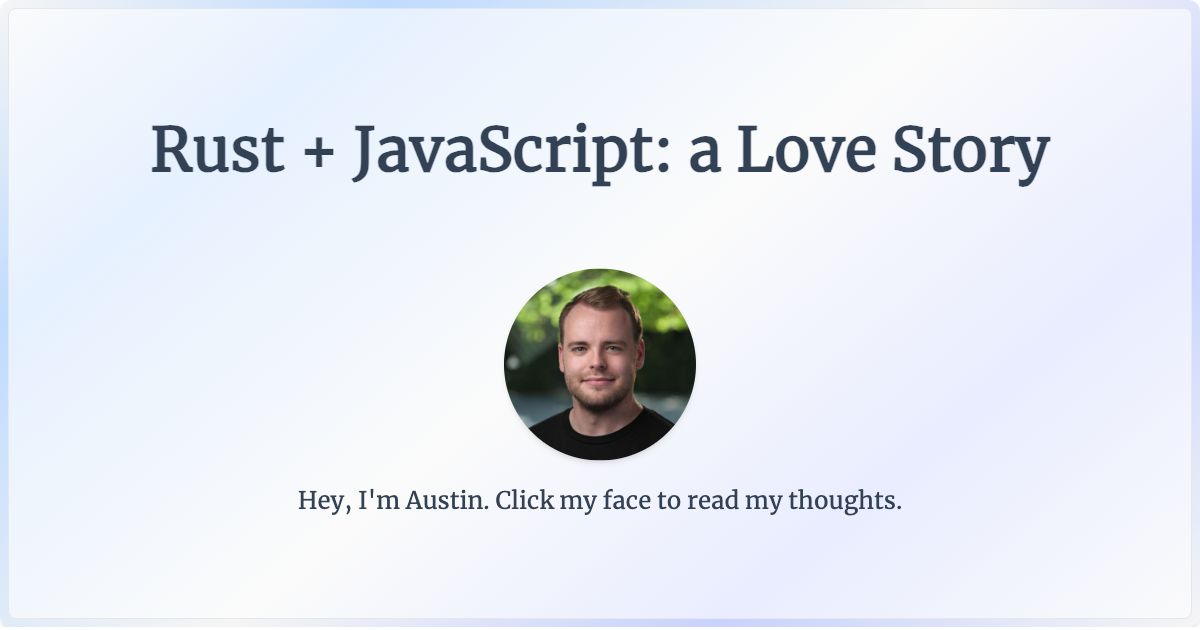 Rust + JavaScript: a Love Story
Hey, I'm Austin. Click my face to read my thoughts.